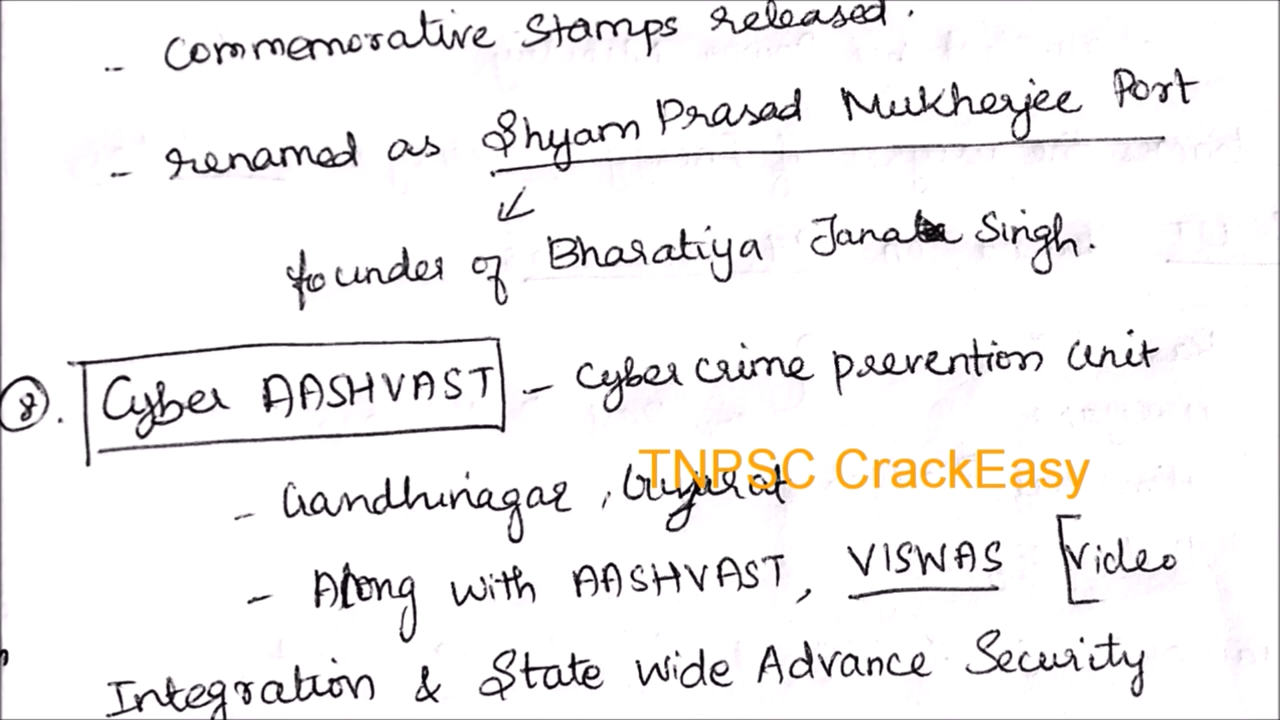 - Commemorative Stamps released.
- renamed as Shyam Prasad Mukherjee Port
founder of Bharatiya Jana Singh.
8. Cyber AASHVAST - Cyber crime prevention unit
TNPSC CrackEasy
- Gandhinagar, Gujarat
- Along with AASHVAST, VISWAS [Video
Integration & State wide Advance Security